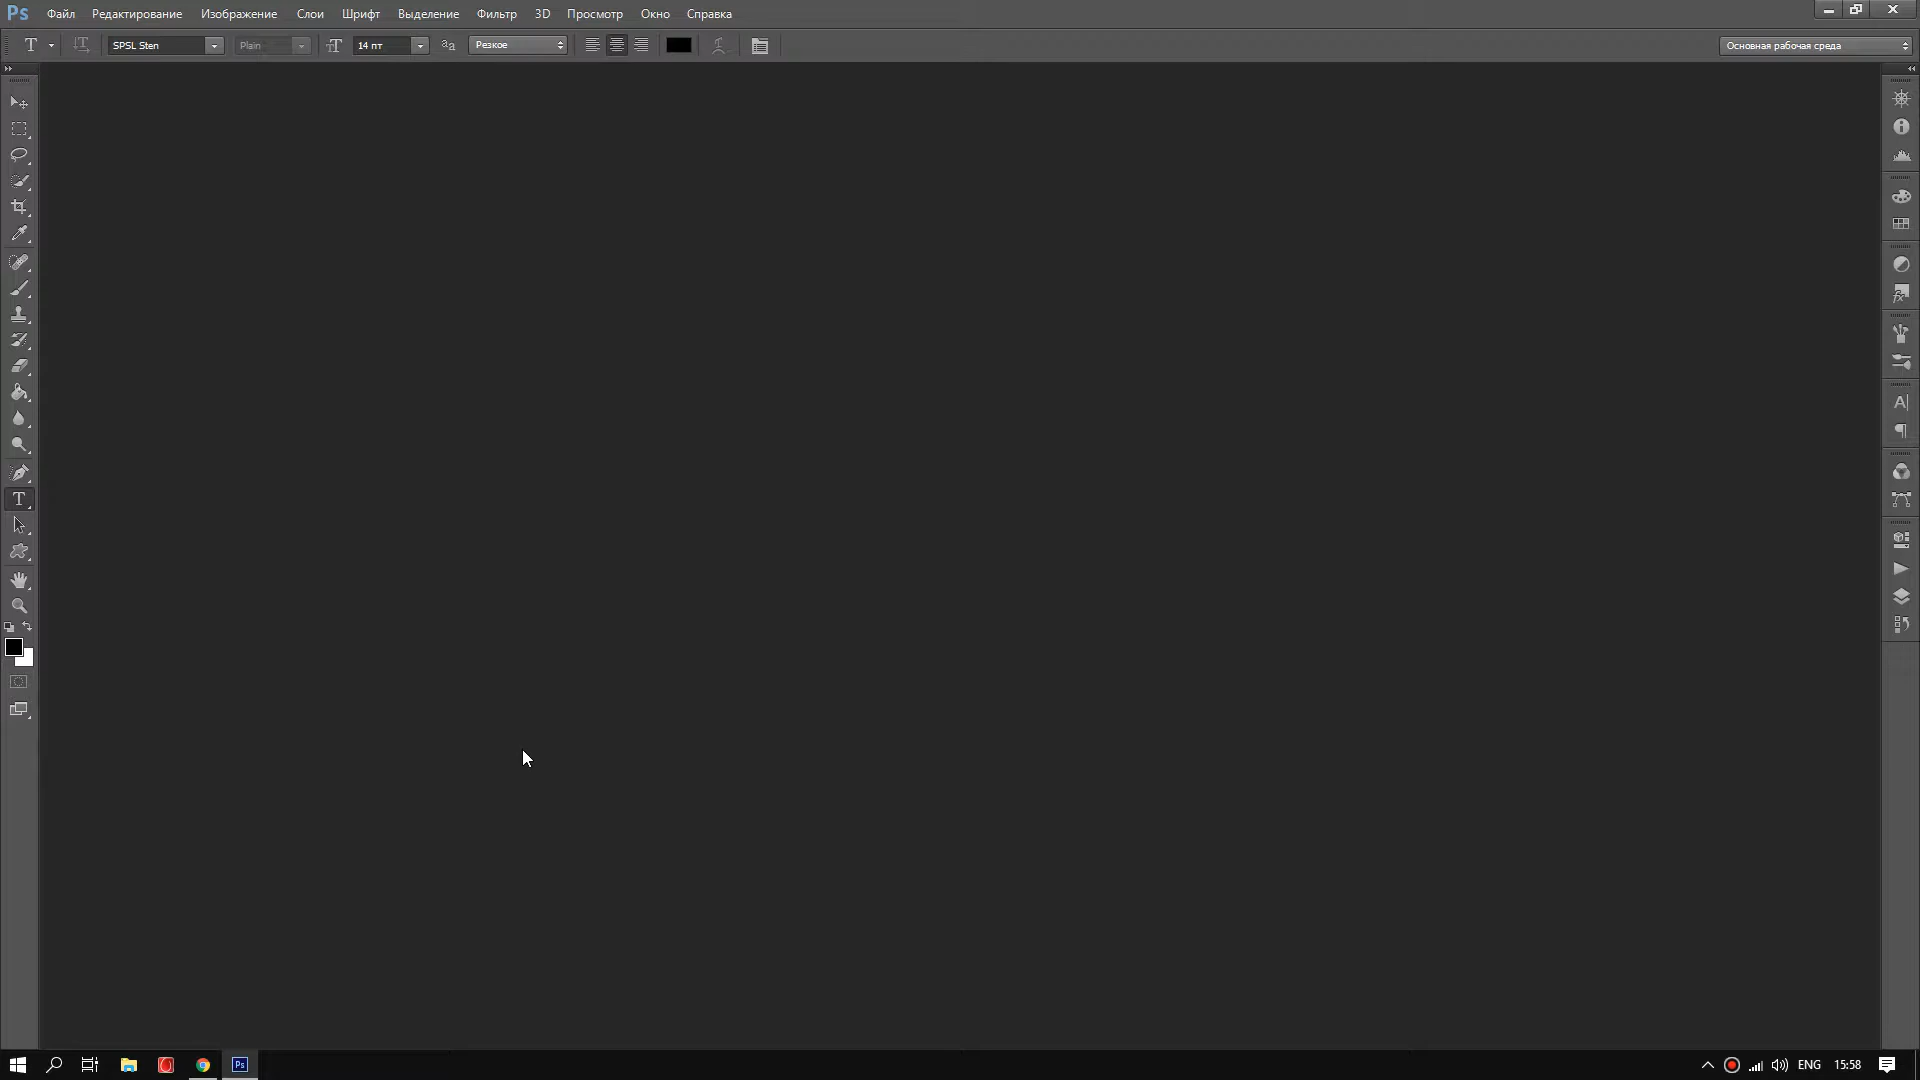 Ps Файл Редактирование Изображение Слои Шрифт Выделение Фильтр 3D Просмотр Окно Справка
T SPSL Sten Plain 14 пт Резкое Основная рабочая среда
T
A
Ps ENG 15:58